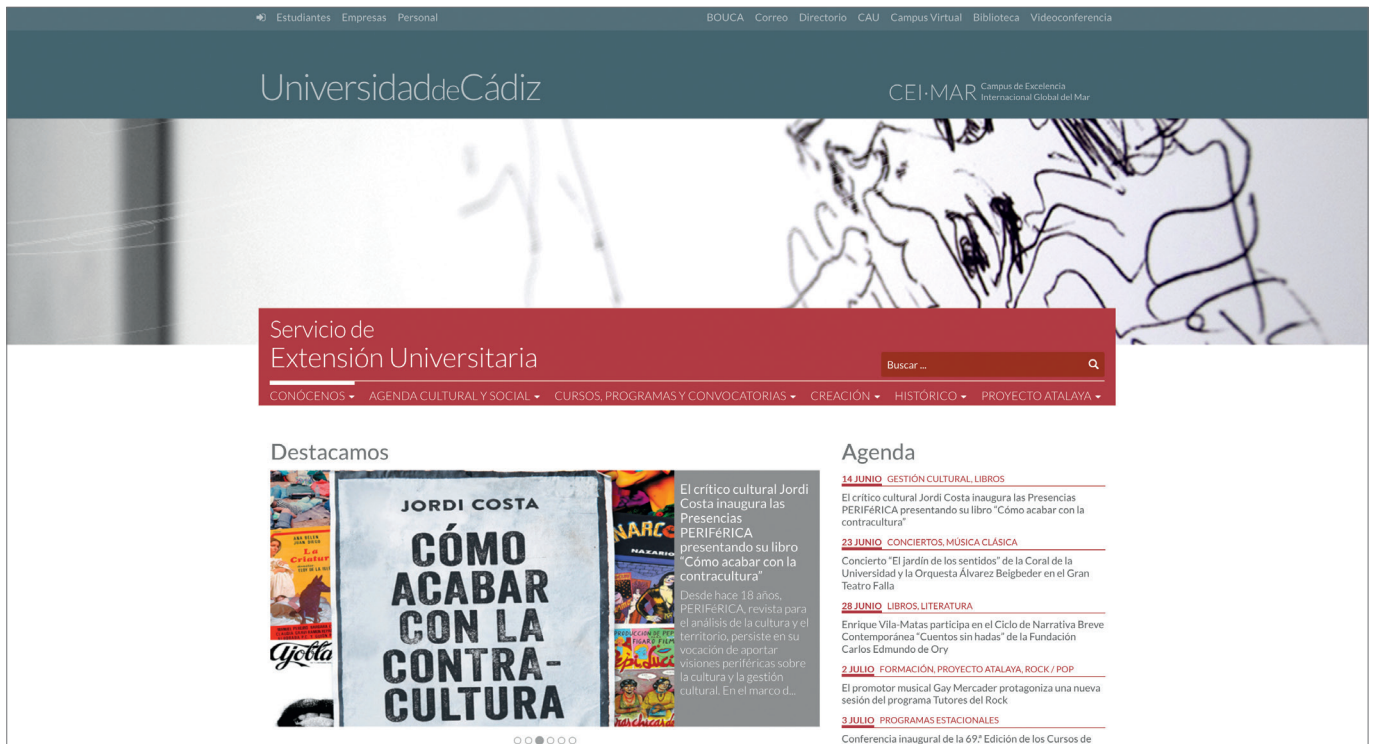 Estudiantes Empresas Personal
BOUCA Correo Directorio CAU Campus Virtual Biblioteca Videoconferencia
UniversidaddeCádiz
CEI·MAR Campus de Excelencia
Internacional Global del Mar
Servicio de
Extensión Universitaria
Buscar ...
CONÓCENOS AGENDA CULTURAL Y SOCIAL CURSOS, PROGRAMAS Y CONVOCATORIAS CREACIÓN HISTÓRICO PROYECTO ATALAYA
Destacamos
JORDI COSTA
CÓMO
ACABAR
CON LA
CONTRA-
CULTURA
ANA BELEN
JUAN DIEGO
La
Criatura
ajobla
NAZARIO
El crítico cultural Jordi
Costa inaugura las
Presencias
PERIFéRICA
presentando su libro
“Cómo acabar con la
contracultura”
Desde hace 18 años,
PERIFéRICA, revista para
el análisis de la cultura y el
territorio, persiste en su
vocación de aportar
visiones periféricas sobre
la cultura y la gestión
cultural. En el marco d...
Agenda
14 JUNIO GESTIÓN CULTURAL, LIBROS
El crítico cultural Jordi Costa inaugura las Presencias
PERIFéRICA presentando su libro “Cómo acabar con la
contracultura”
23 JUNIO CONCIERTOS, MÚSICA CLÁSICA
Concierto “El jardín de los sentidos” de la Coral de la
Universidad y la Orquesta Álvarez Beigbeder en el Gran
Teatro Falla
28 JUNIO LIBROS, LITERATURA
Enrique Vila-Matas participa en el Ciclo de Narrativa Breve
Contemporánea “Cuentos sin hadas” de la Fundación
Carlos Edmundo de Ory
2 JULIO FORMACIÓN, PROYECTO ATALAYA, ROCK / POP
El promotor musical Gay Mercader protagoniza una nueva
sesión del programa Tutores del Rock
3 JULIO PROGRAMAS ESTACIONALES
Conferencia inaugural de la 69.ª Edición de los Cursos de